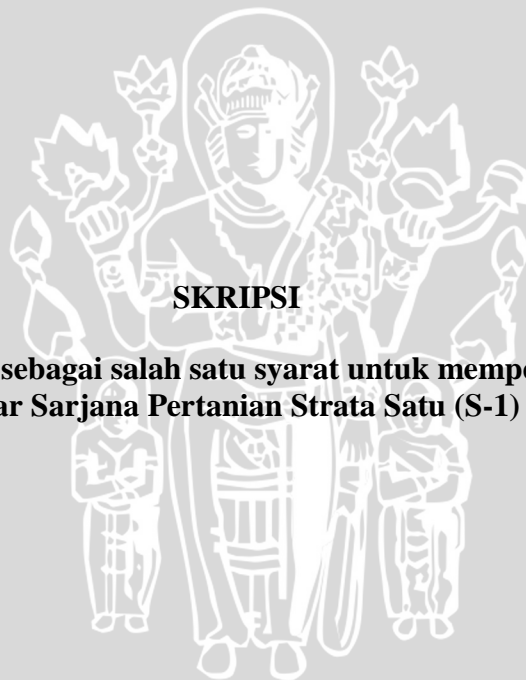 SKRIPSI
sebagai salah satu syarat untuk
Sarjana Pertanian Strata Satu (S-1)